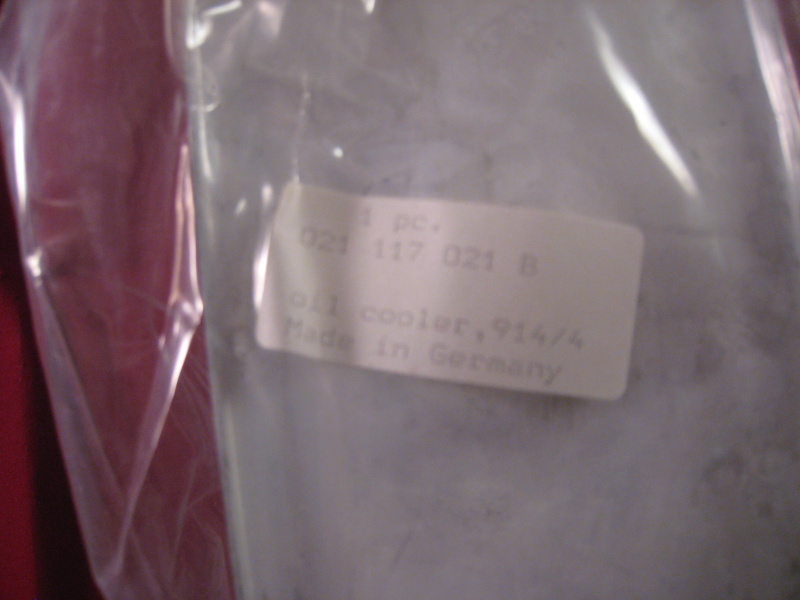 1 pc.
021 117 021 B
oil cooler,914/4
Made in Germany